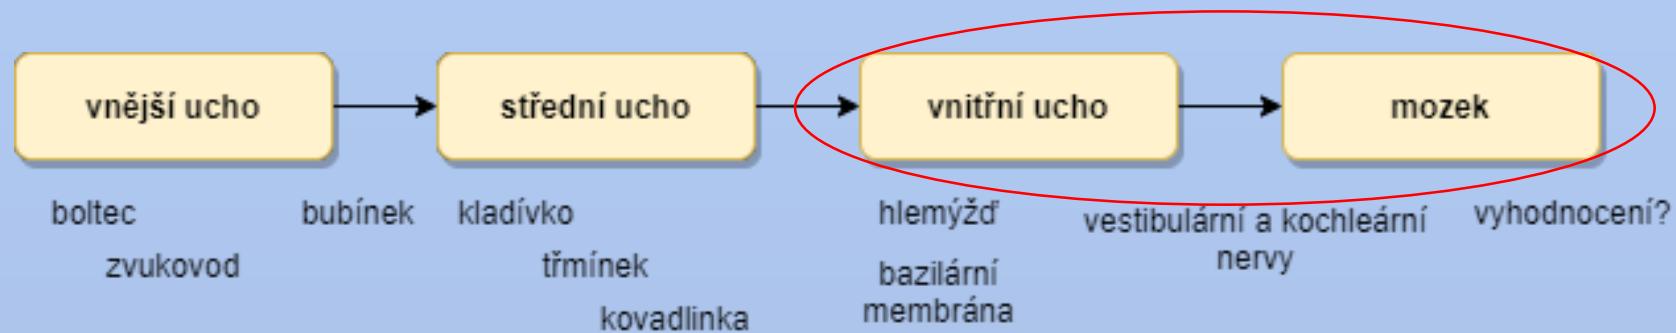 vnější ucho
střední ucho
vnitřní ucho
mozek
boltec
bubínek
kladívko
hlemýžď
vestibulární a kochleární
nervy
vyhodnocení?
zvukovod
třmínek
bazilární
membrána
kovadlinka